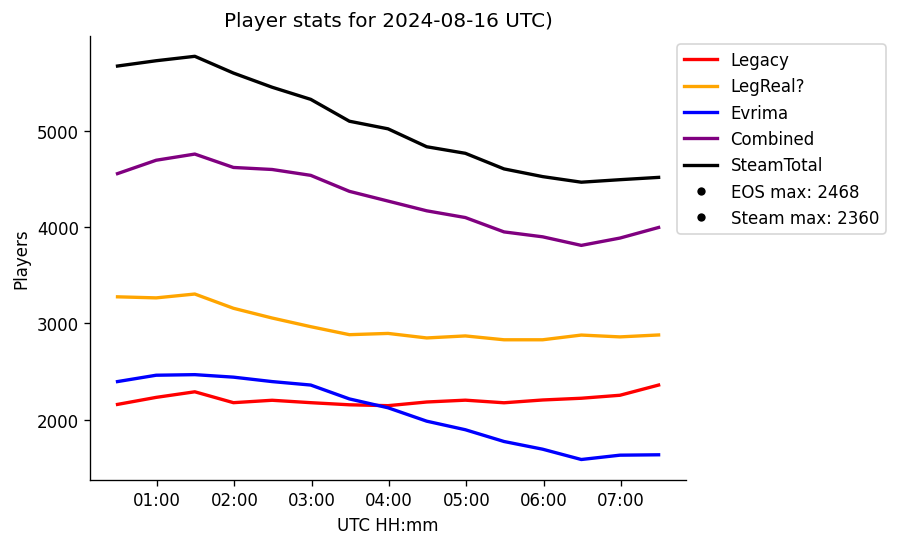 Player stats for 2024-08-16 UTC)
Legacy
LegReal?
Evrima
Combined
SteamTotal
EOS max: 2468
Steam max: 2360
Players
5000
4000
3000
2000
01:00 02:00 03:00 04:00 05:00 06:00 07:00
UTC HH:mm